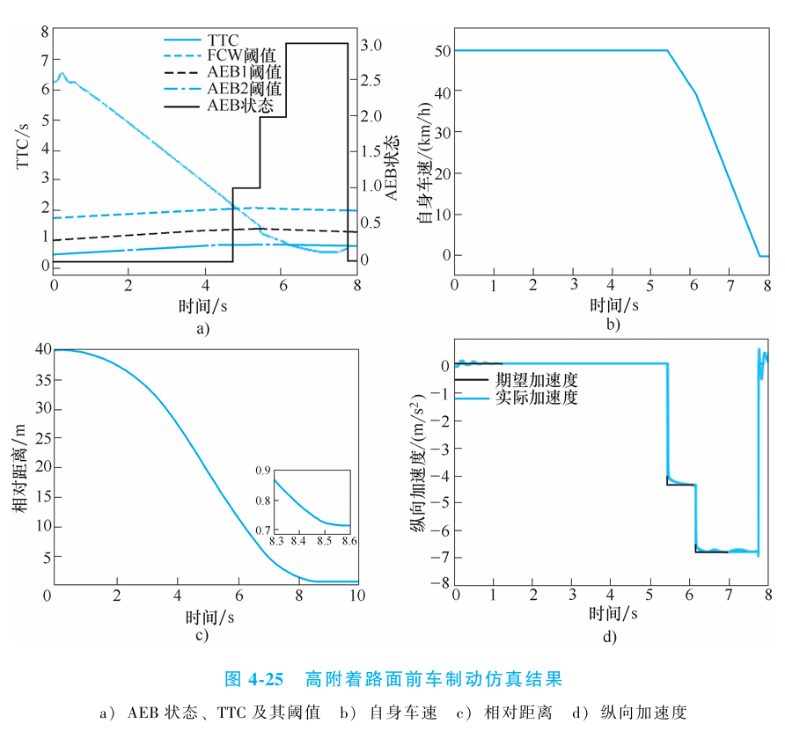 8
7
6
5
4
3
2
1
0
TTC/s
TTC
FCW阈值
AEB1阈值
AEB2阈值
AEB状态
3.0
2.5
2.0
1.5
1.0
0.5
0
AEB状态
0 2 4 6 8
时间/s
a)
50
40
30
20
10
0
自身车速/(km/h)
0 1 2 3 4 5 6 7 8
时间/s
b)
40
35
30
25
20
15
10
5
相对距离/m
0.9
0.8
0.7
8.3 8.4 8.5 8.6
0 2 4 6 8 10
时间/s
c)
0
−1
−2
−3
−4
−5
−6
−7
−8
纵向加速度/(m/s²)
期望加速度
实际加速度
0 1 2 3 4 5 6 7 8
时间/s
d)
图 4-25 高附着路面前车制动仿真结果
a) AEB 状态、TTC 及其阈值 b) 自身车速 c) 相对距离 d) 纵向加速度